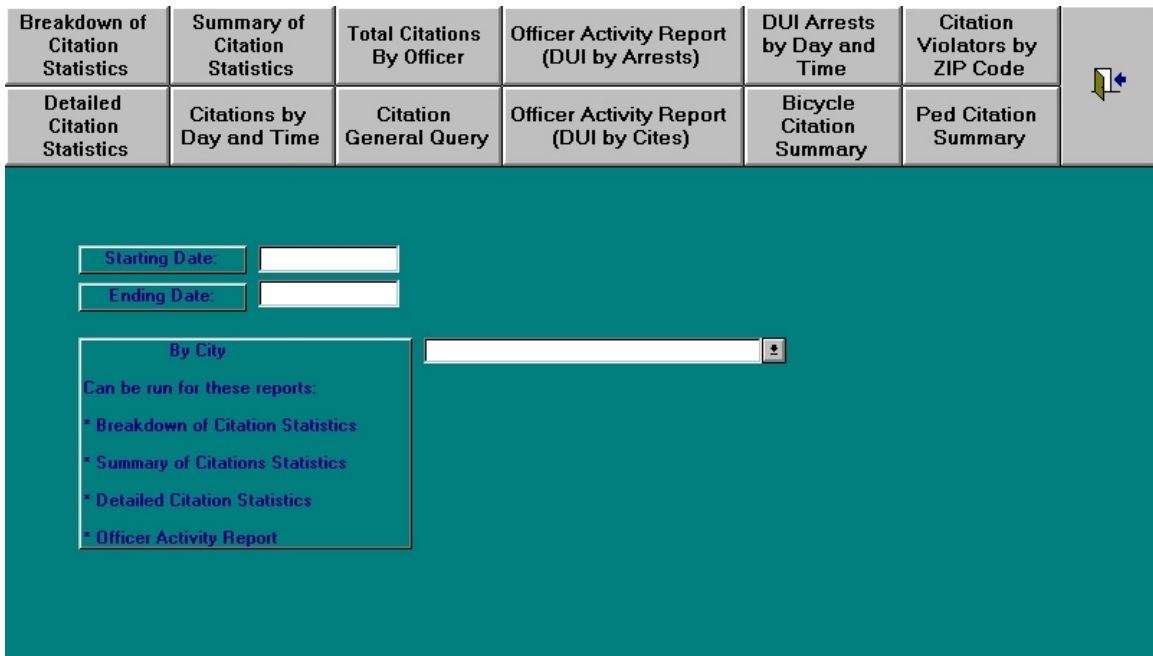 Breakdown of
Citation
Statistics
Summary of
Citation
Statistics
Total Citations
By Officer
Officer Activity Report
(DUI by Arrests)
DUI Arrests
by Day and
Time
Citation
Violators by
ZIP Code
Detailed
Citation
Statistics
Citations by
Day and Time
Citation
General Query
Officer Activity Report
(DUI by Cites)
Bicycle
Citation
Summary
Ped Citation
Summary
Starting Date:
Ending Date:
By City
Can be run for these reports:
* Breakdown of Citation Statistics
* Summary of Citations Statistics
* Detailed Citation Statistics
* Officer Activity Report